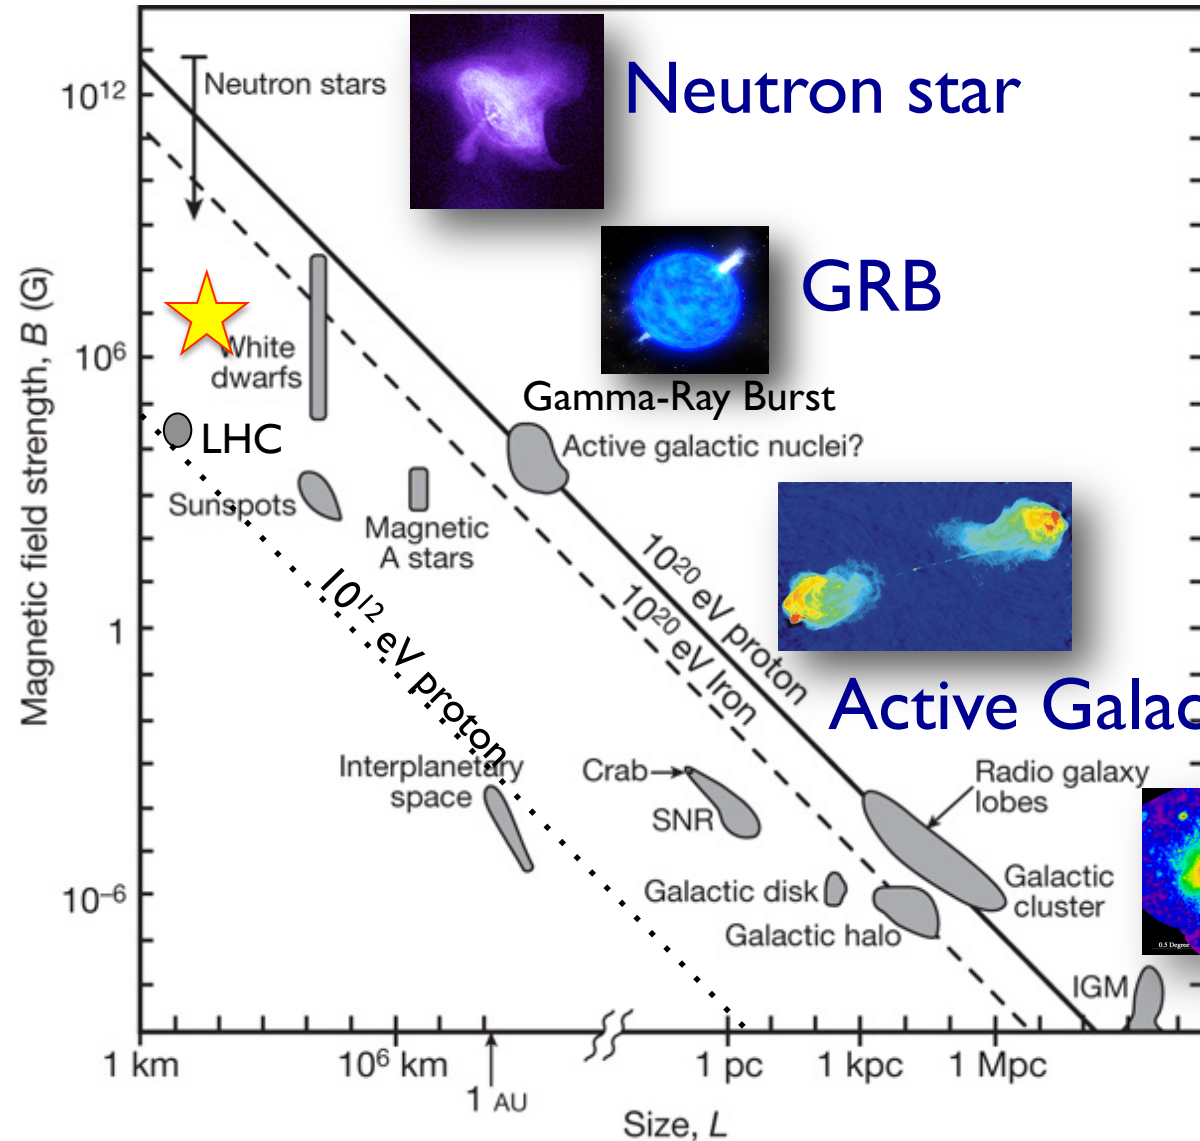 Neutron star
10¹²
Neutron stars
GRB
Magnetic field strength, B (G)
10⁶
White
dwarfs
Gamma-Ray Burst
LHC
Active galactic nuclei?
Sunspots
Magnetic
A stars
10²⁰ eV proton
10²⁰ eV Iron
10¹² eV proton
1
Active Galac
Interplanetary
space
Crab
SNR
Radio galaxy
lobes
10⁻⁶
Galactic disk
Galactic
cluster
Galactic halo
0.5 Degree
IGM
1 km
10⁶ km
1 pc
1 kpc
1 Mpc
1 AU
Size, L